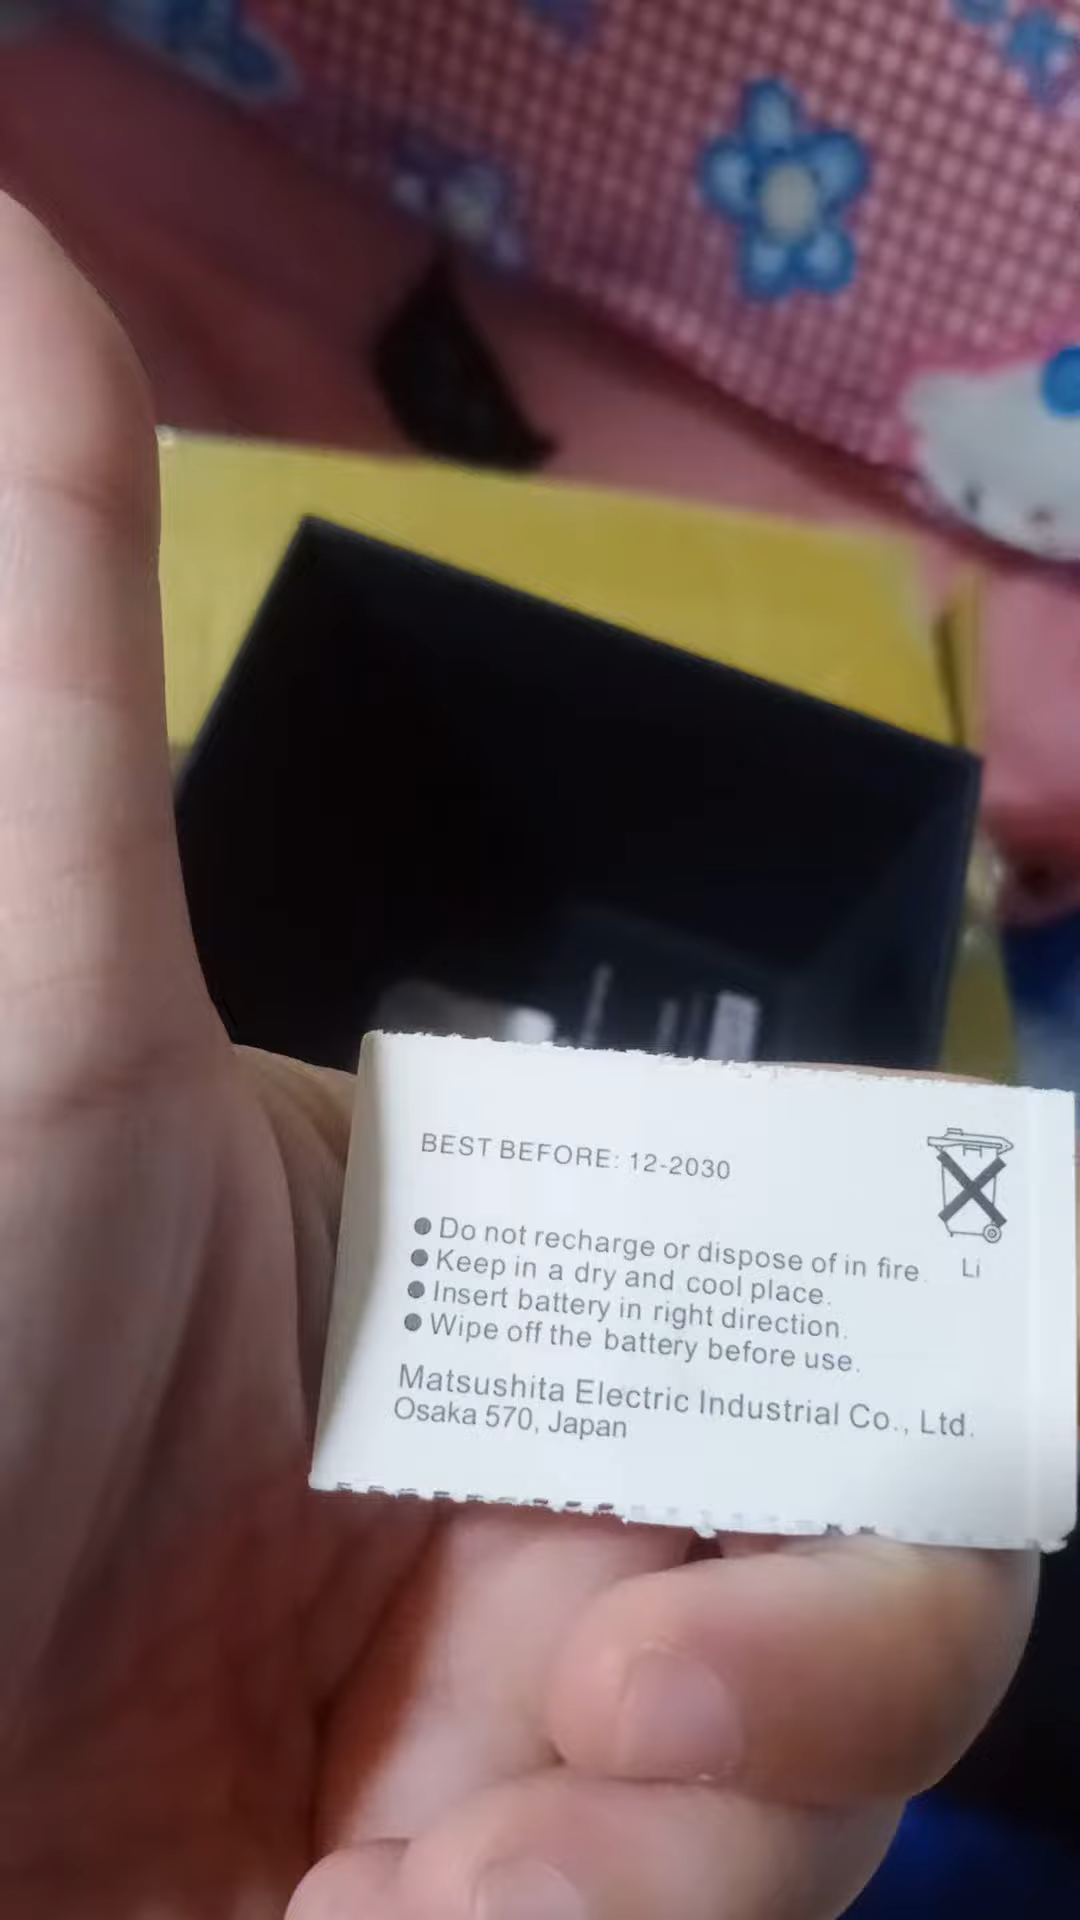 BEST BEFORE: 12-2030
● Do not recharge or dispose of in fire.
● Keep in a dry and cool place.
● Insert battery in right direction.
● Wipe off the battery before use.
Li
Matsushita Electric Industrial Co., Ltd.
Osaka 570, Japan